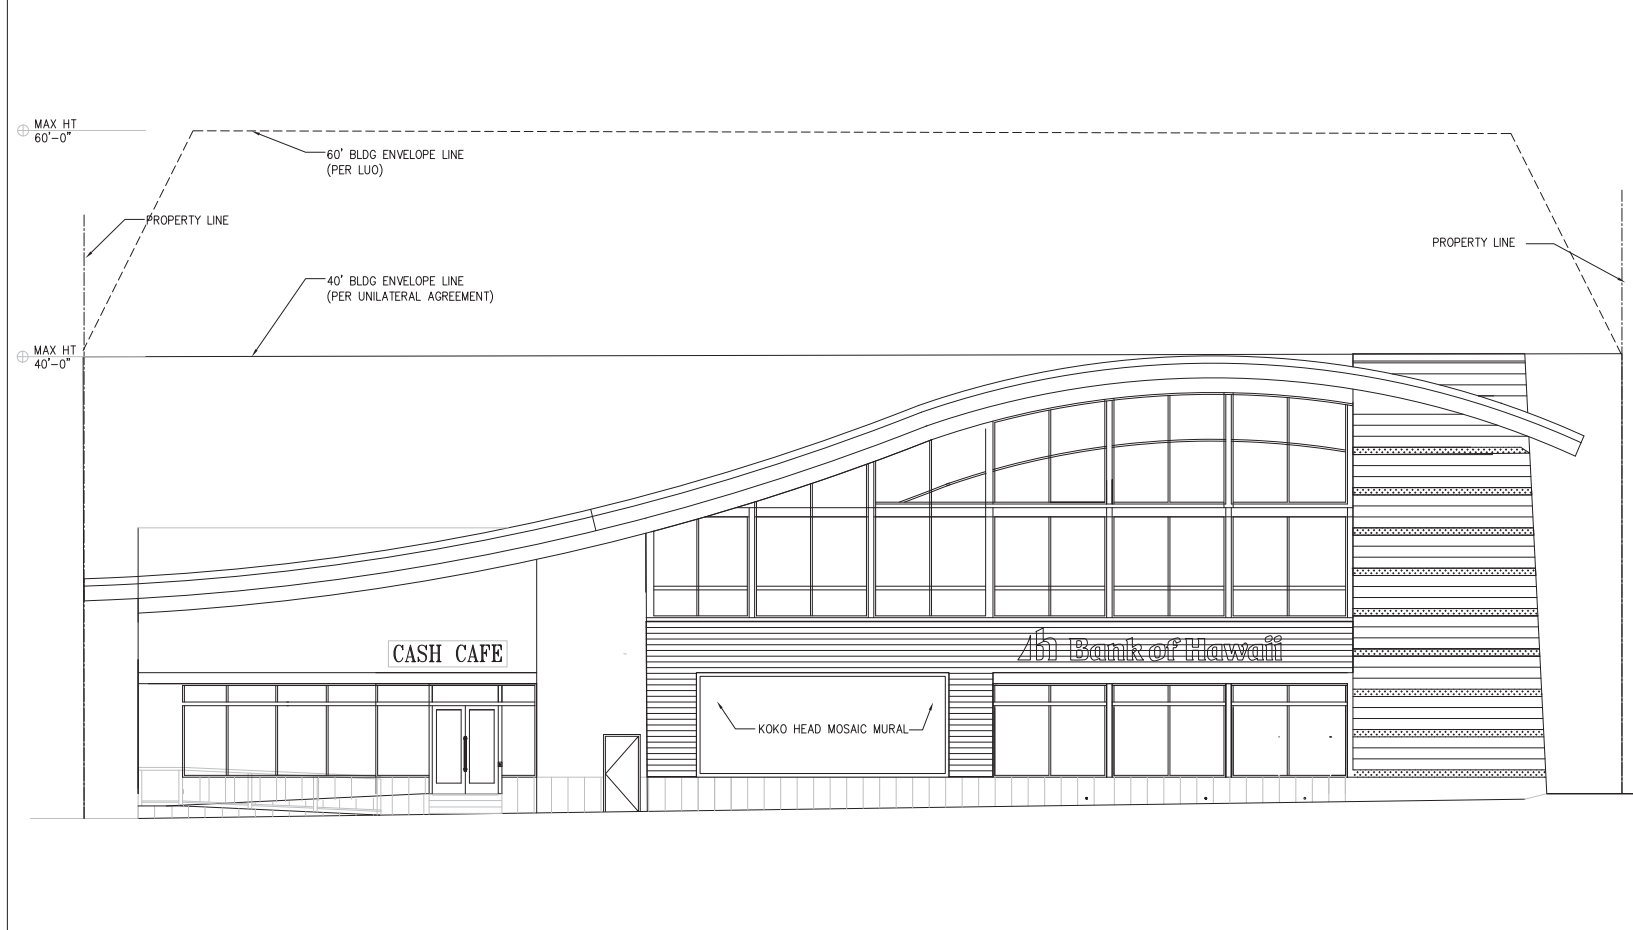 MAX HT
60'-0"
60' BLDG ENVELOPE LINE
(PER LUO)
PROPERTY LINE
PROPERTY LINE
40' BLDG ENVELOPE LINE
(PER UNILATERAL AGREEMENT)
MAX HT
40'-0"
CASH CAFE
Bank of Hawaii
KOKO HEAD MOSAIC MURAL